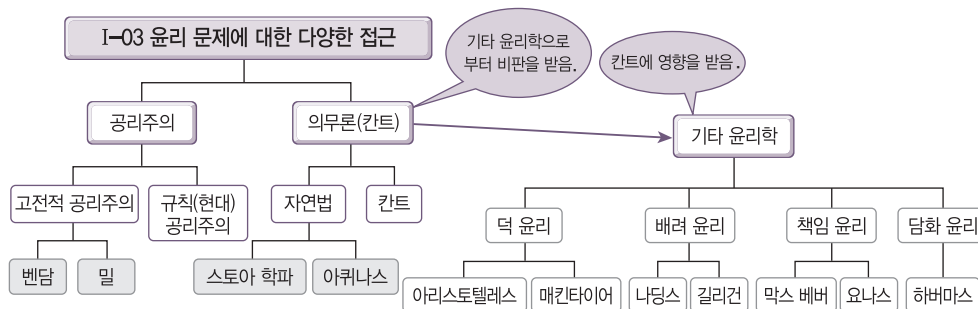 I-03 윤리 문제에 대한 다양한 접근
기타 윤리학으로
부터 비판을 받음.
칸트에 영향을 받음.
공리주의
의무론(칸트)
기타 윤리학
고전적 공리주의
규칙(현대)
공리주의
자연법
칸트
덕 윤리
배려 윤리
책임 윤리
담화 윤리
벤담
밀
스토아 학파
아퀴나스
아리스토텔레스
매킨타이어
나딩스
길리건
막스 베버
요나스
하버마스